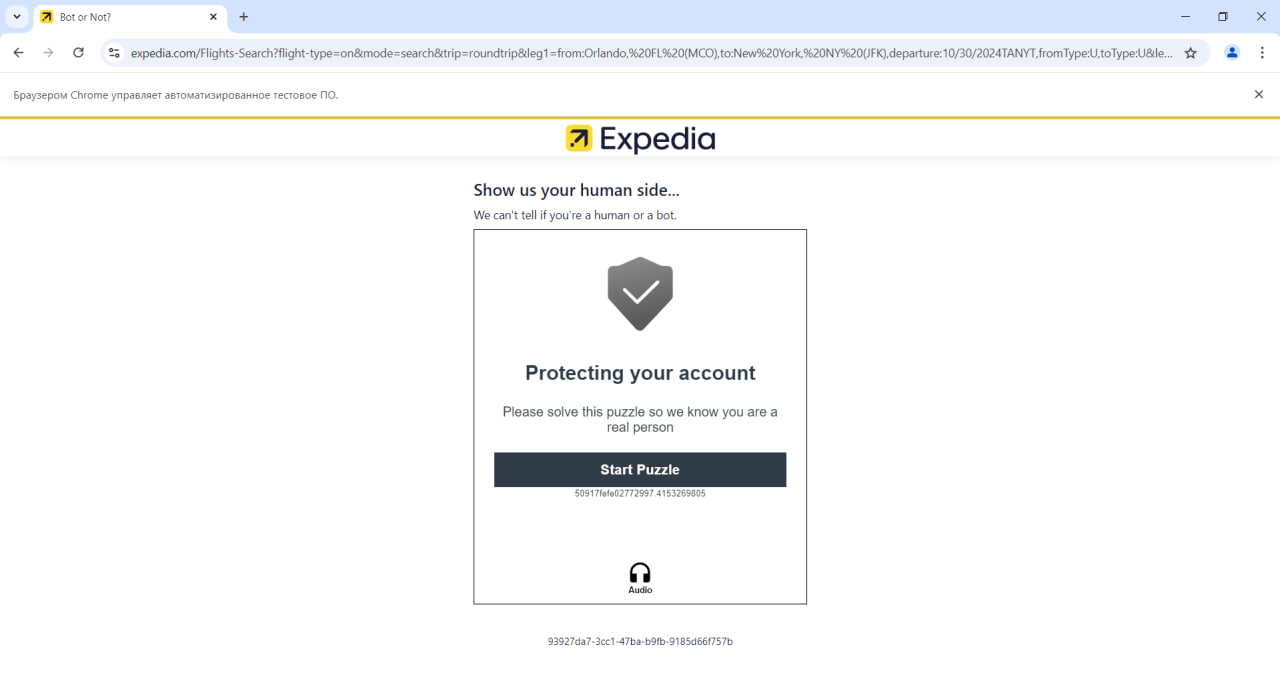 Bot or Not?
expedia.com/Flights-Search?flight-type=on&mode=search&trip=roundtrip&leg1=from:Orlando,%20FL%20(MCO),to:New%20York,%20NY%20(JFK),departure:10/30/2024TANYT,fromType:U,toType:U&le...
Браузером Chrome управляет автоматизированное тестовое ПО.
Expedia
Show us your human side...
We can't tell if you're a human or a bot.
Protecting your account
Please solve this puzzle so we know you are a
real person
Start Puzzle
50917fefe02772997.4153269805
Audio
93927da7-3cc1-47ba-b9fb-9185d66f757b